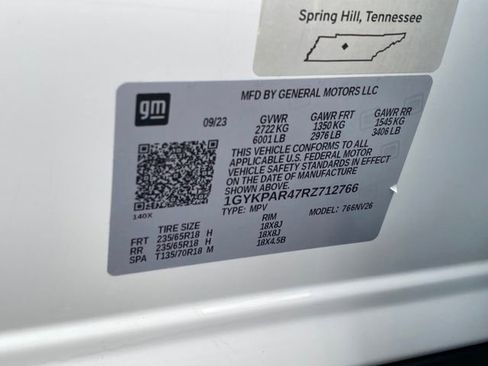 Spring Hill, Tennessee
gm
MFD BY GENERAL MOTORS LLC
09/23 GVWR GAWR FRT GAWR RR
2722 KG 1350 KG 1545 KG
6001 LB 2976 LB 3406 LB
THIS VEHICLE CONFORMS TO ALL
APPLICABLE U.S. FEDERAL MOTOR
VEHICLE SAFETY STANDARDS IN EFFECT
ON THE DATE OF MANUFACTURE
SHOWN ABOVE.
1GYKPAR47RZ712766
140X TYPE: MPV MODEL: 766NV26
TIRE SIZE RIM
FRT 235/65R18 H 18X8J
RR 235/65R18 H 18X8J
SPA T135/70R18 M 18X4.5B